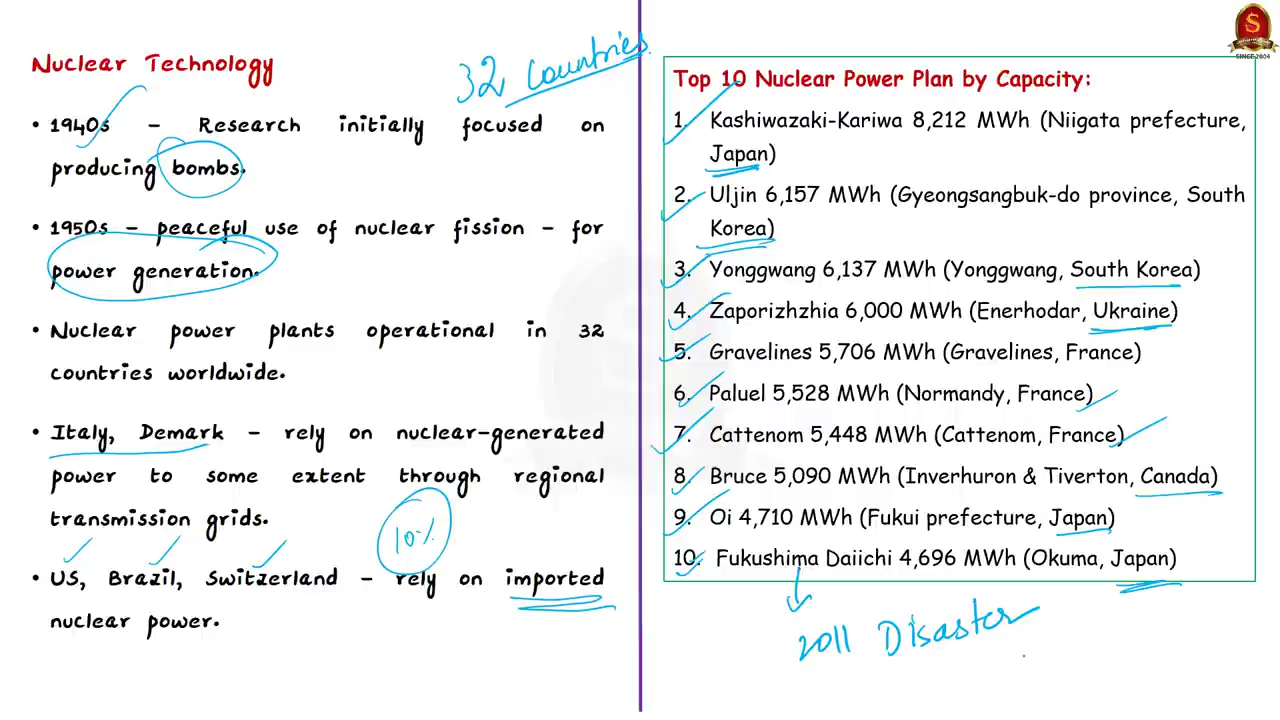 Nuclear Technology
32 Countries
• 1940s – Research initially focused on
producing bombs.
• 1950s – peaceful use of nuclear fission – for
power generation.
• Nuclear power plants operational in 32
countries worldwide.
• Italy, Demark – rely on nuclear-generated
power to some extent through regional
transmission grids.
10%
• US, Brazil, Switzerland – rely on imported
nuclear power.
S
SINCE 2004
Top 10 Nuclear Power Plan by Capacity:
1. Kashiwazaki-Kariwa 8,212 MWh (Niigata prefecture,
Japan)
2. Uljin 6,157 MWh (Gyeongsangbuk-do province, South
Korea)
3. Yonggwang 6,137 MWh (Yonggwang, South Korea)
4. Zaporizhzhia 6,000 MWh (Enerhodar, Ukraine)
5. Gravelines 5,706 MWh (Gravelines, France)
6. Paluel 5,528 MWh (Normandy, France)
7. Cattenom 5,448 MWh (Cattenom, France)
8. Bruce 5,090 MWh (Inverhuron & Tiverton, Canada)
9. Oi 4,710 MWh (Fukui prefecture, Japan)
10. Fukushima Daiichi 4,696 MWh (Okuma, Japan)
2011 Disaster